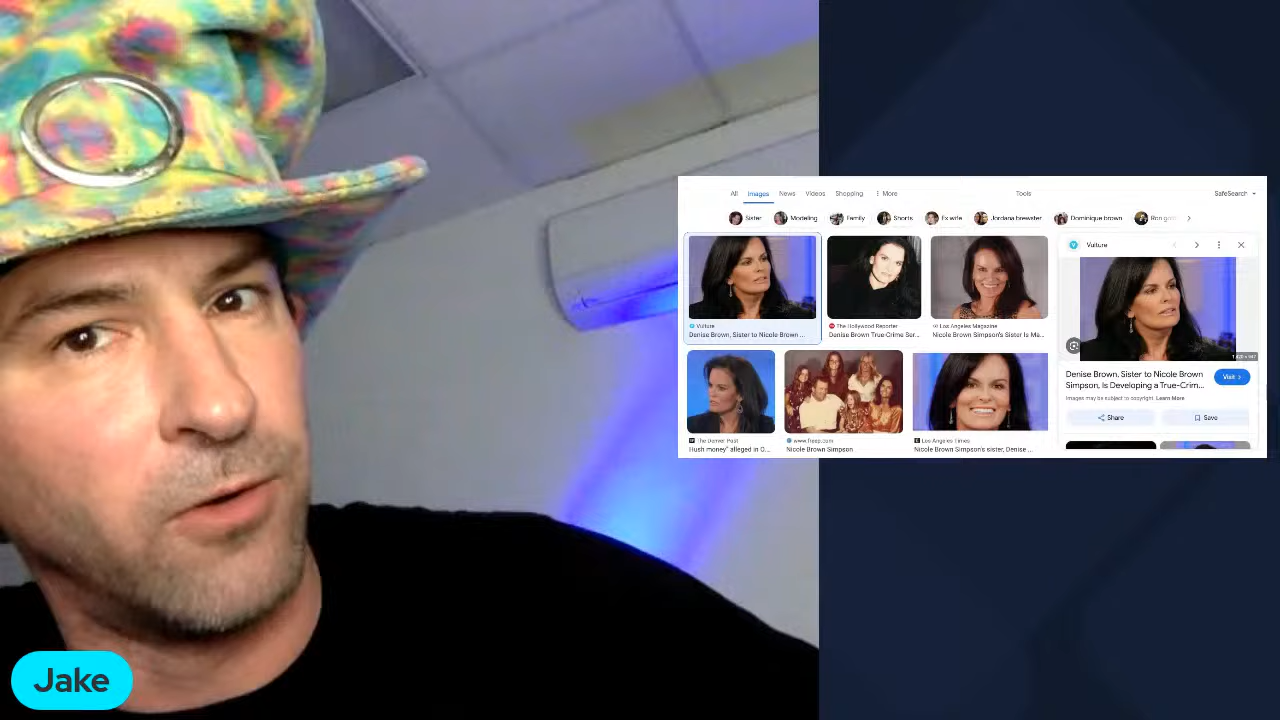 All Images News Videos Shopping More Tools SafeSearch
Sister Modeling Family Shorts Ex wife Jordana brewster Dominique brown
Vulture
Denise Brown, Sister to Nicole Brown ...
The Hollywood Reporter
Denise Brown True-Crime Ser...
Los Angeles Magazine
Nicole Brown Simpson's Sister Is Ma...
The Denver Post
Hush money" alleged in O...
www.freep.com
Nicole Brown Simpson
Los Angeles Times
Nicole Brown Simpson's sister, Denise ...
Vulture
Denise Brown, Sister to Nicole Brown
Simpson, Is Developing a True-Crim...
Visit
Images may be subject to copyright. Learn More
Share Save
Jake